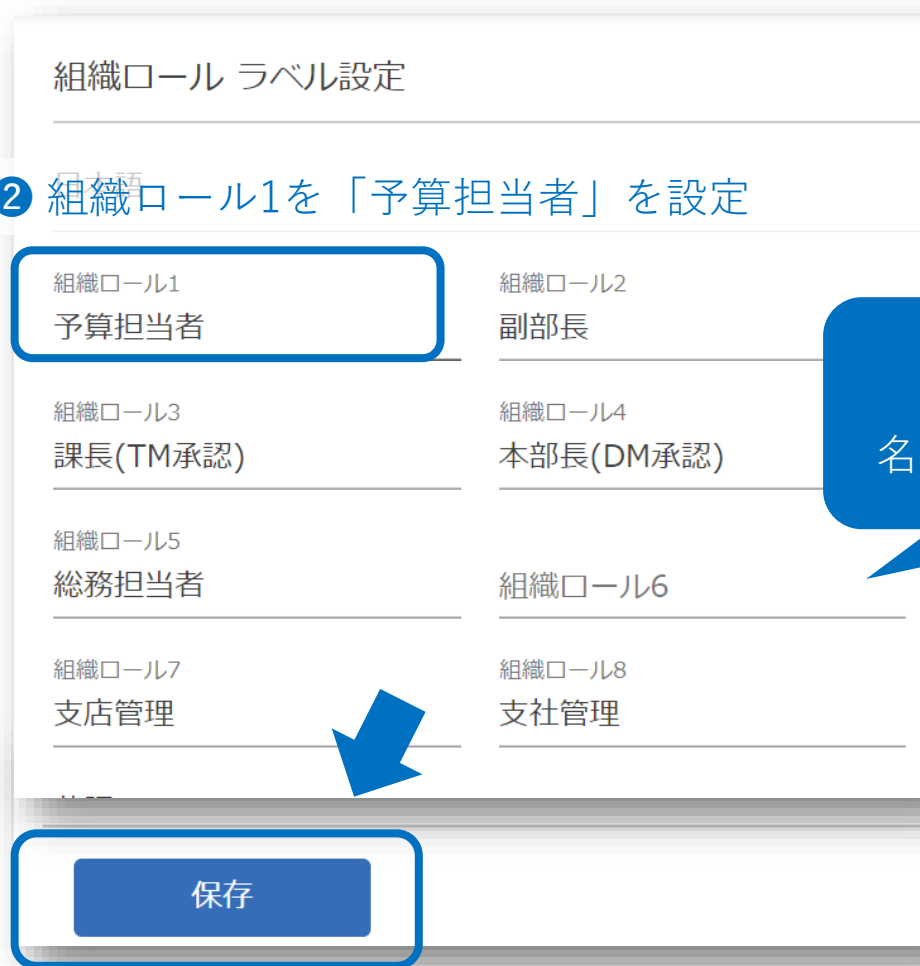 組織ロール ラベル設定
日本語
❷ 組織ロール1を「予算担当者」を設定
組織ロール1
予算担当者
組織ロール2
副部長
組織ロール3
課長(TM承認)
組織ロール4
本部長(DM承認)
名
組織ロール5
総務担当者
組織ロール6
組織ロール7
支店管理
組織ロール8
支社管理
保存